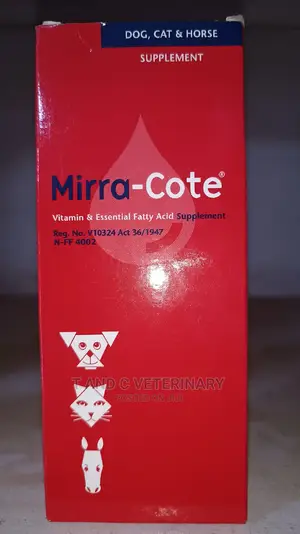 DOG, CAT & HORSE
SUPPLEMENT
Mirra-Cote®
Vitamin & Essential Fatty Acid Supplement
Reg. No. V10324 Act 36/1947
N-FF 4002
T AND C VETERINARY